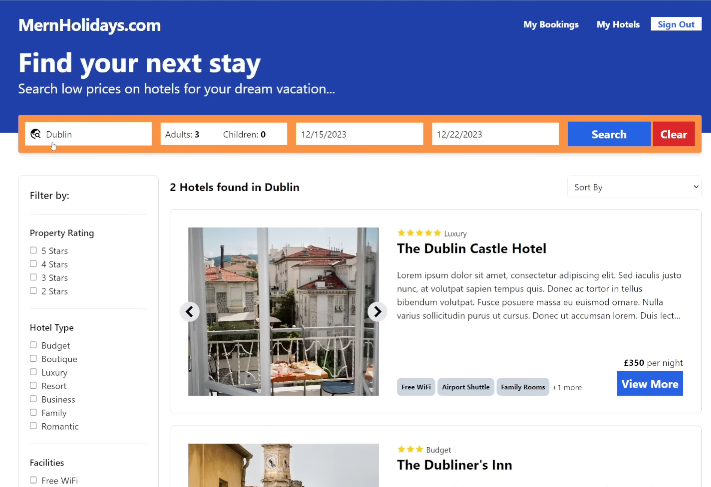 MernHolidays.com
My Bookings
My Hotels
Sign Out
Find your next stay
Search low prices on hotels for your dream vacation...
Dublin
Adults: 3
Children: 0
12/15/2023
12/22/2023
Search
Clear
Filter by:
Property Rating
5 Stars
4 Stars
3 Stars
2 Stars
Hotel Type
Budget
Boutique
Luxury
Resort
Business
Family
Romantic
Facilities
Free WiFi
2 Hotels found in Dublin
Sort By
Luxury
The Dublin Castle Hotel
Lorem ipsum dolor sit amet, consectetur adipiscing elit. Sed iaculis justo
nunc, at volutpat sapien tempus quis. Donec ac tortor in tellus
bibendum volutpat. Fusce posuere massa eu euismod ornare. Nulla
varius sollicitudin purus ut cursus. Donec ut accumsan lorem. Duis lect...
£350 per night
Free WiFi
Airport Shuttle
Family Rooms
+1 more
View More
Budget
The Dubliner's Inn